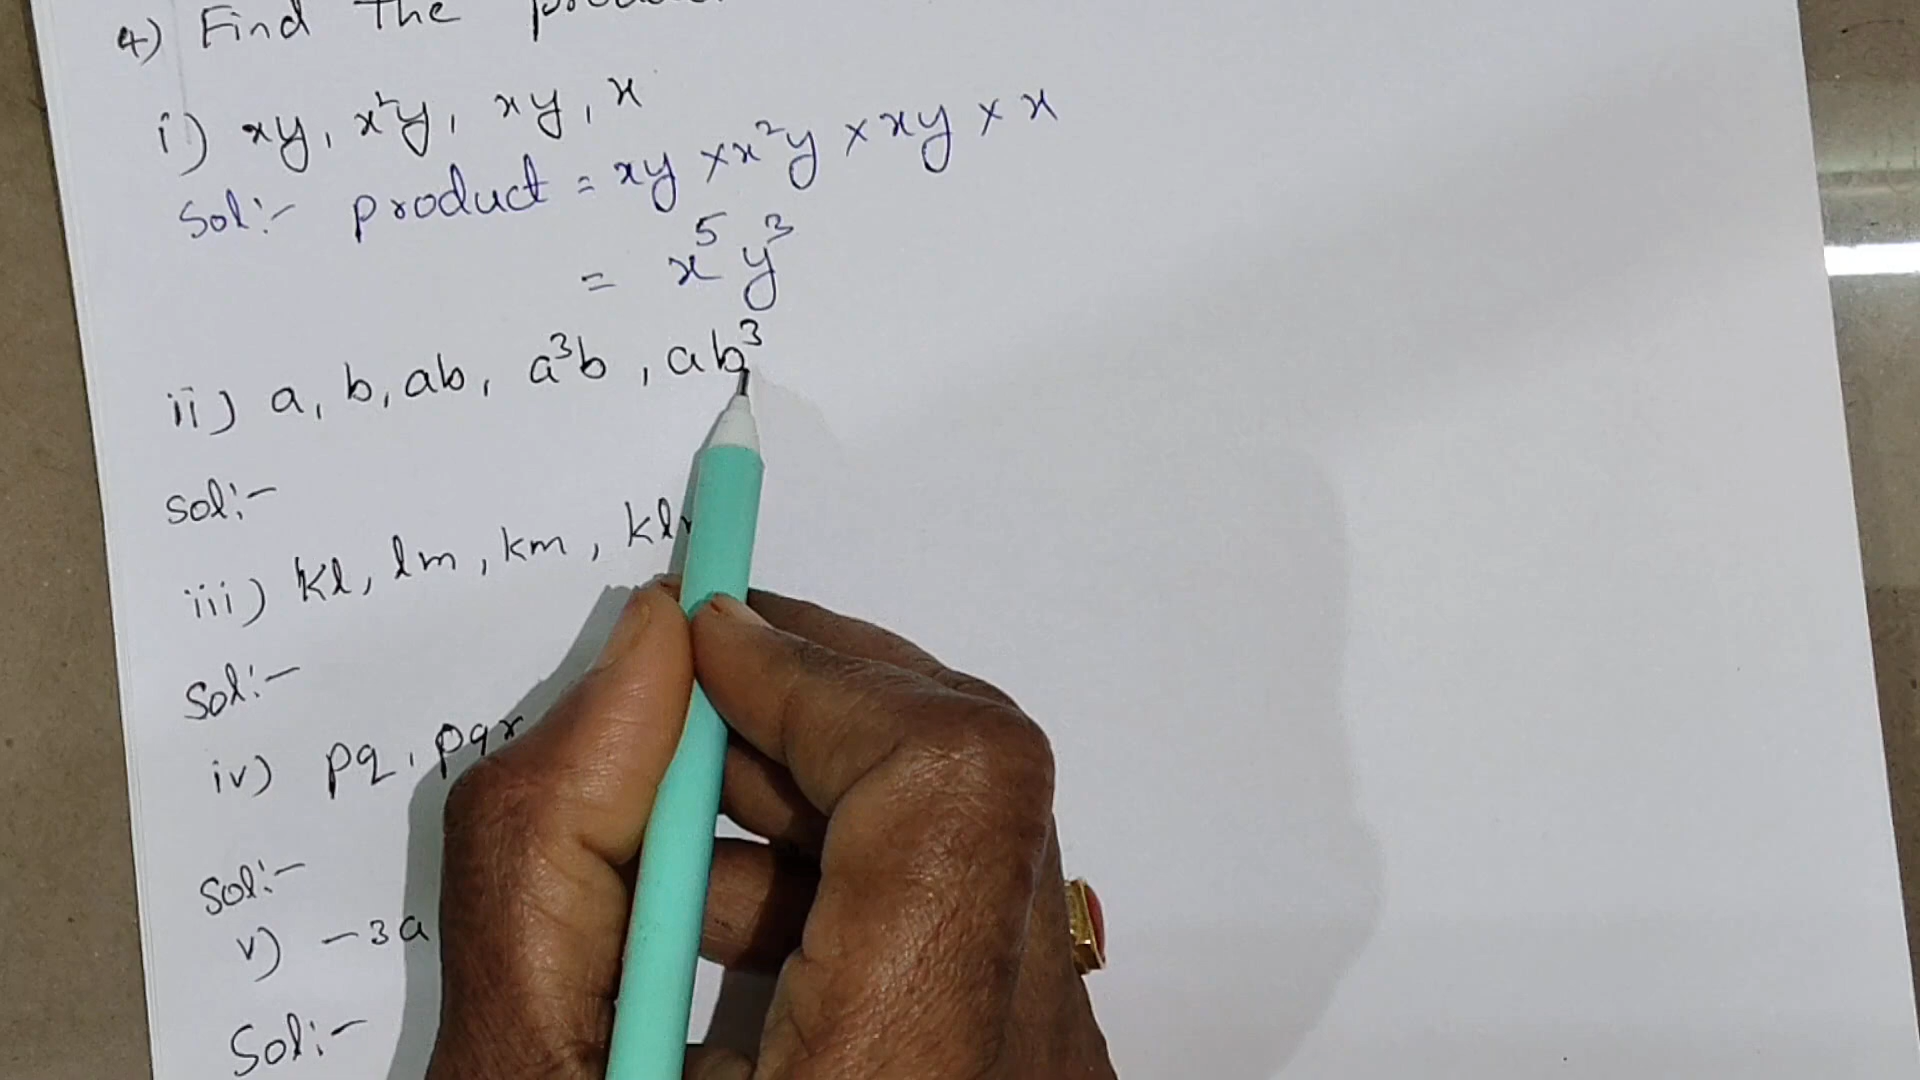 4) Find the
i) xy, x²y, xy, x
Sol:- product = xy × x²y × xy × x
= x⁵y³
ii) a, b, ab, a³b, ab³
Sol:-
iii) kl, lm, km, kl
Sol:-
iv) pq, pqr
Sol:-
v) -3a
Sol:-